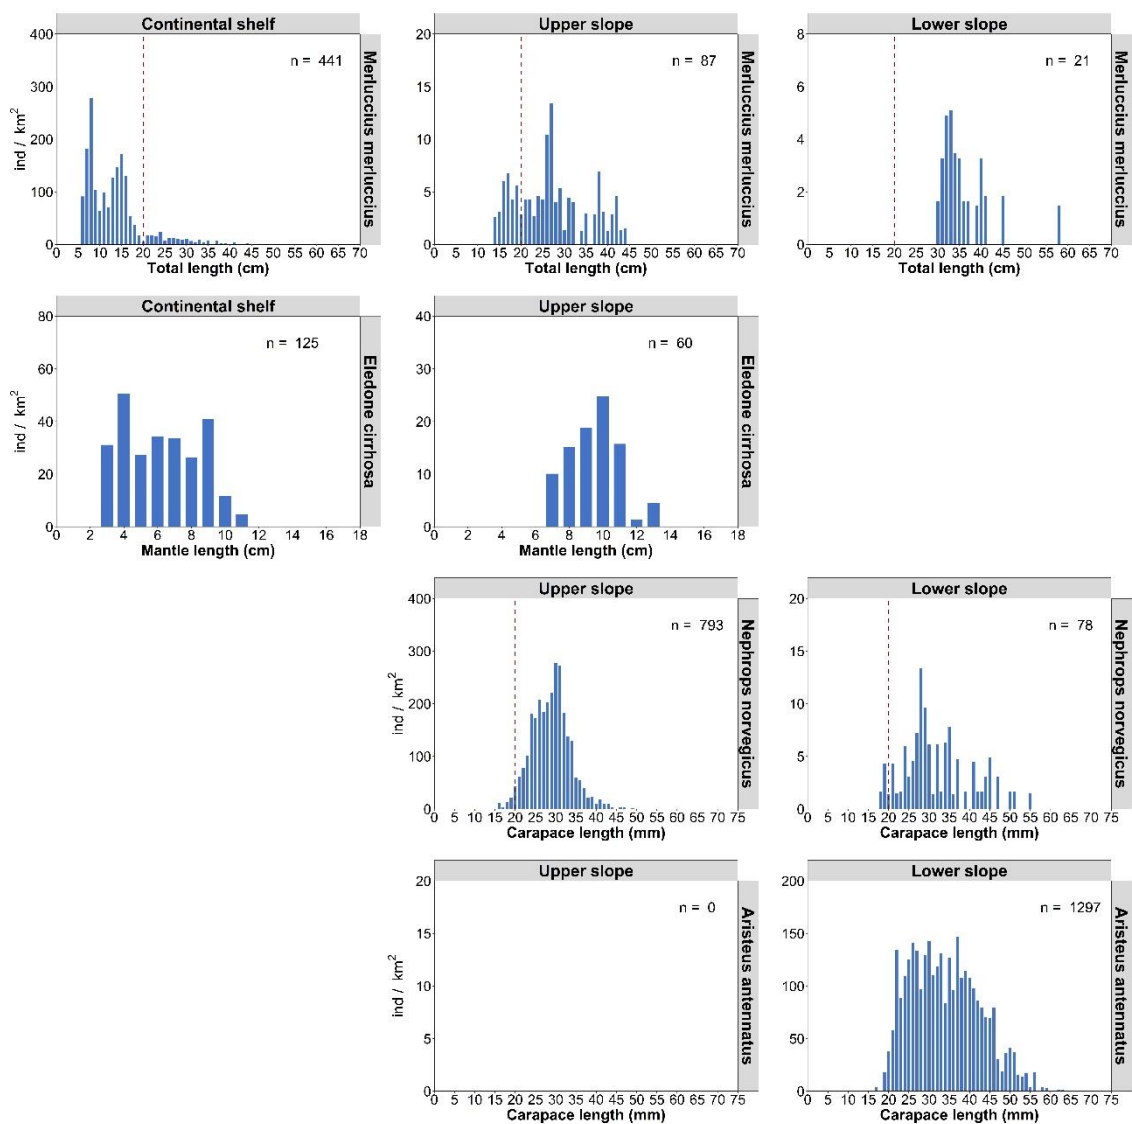 Continental shelf
n = 441
Merluccius merluccius
ind / km²
400
300
200
100
0
0 5 10 15 20 25 30 35 40 45 50 55 60 65 70
Total length (cm)
Upper slope
n = 87
Merluccius merluccius
20
15
10
5
0
0 5 10 15 20 25 30 35 40 45 50 55 60 65 70
Total length (cm)
Lower slope
n = 21
Merluccius merluccius
8
6
4
2
0
0 5 10 15 20 25 30 35 40 45 50 55 60 65 70
Total length (cm)
Continental shelf
n = 125
Eledone cirrhosa
ind / km²
80
60
40
20
0
0 2 4 6 8 10 12 14 16 18
Mantle length (cm)
Upper slope
n = 60
Eledone cirrhosa
40
30
20
10
0
0 2 4 6 8 10 12 14 16 18
Mantle length (cm)
Upper slope
n = 793
Nephrops norvegicus
ind / km²
400
300
200
100
0
0 5 10 15 20 25 30 35 40 45 50 55 60 65 70 75
Carapace length (mm)
Lower slope
n = 78
Nephrops norvegicus
20
15
10
5
0
0 5 10 15 20 25 30 35 40 45 50 55 60 65 70 75
Carapace length (mm)
Upper slope
n = 0
Aristeus antennatus
ind / km²
20
15
10
5
0
0 5 10 15 20 25 30 35 40 45 50 55 60 65 70 75
Carapace length (mm)
Lower slope
n = 1297
Aristeus antennatus
200
150
100
50
0
0 5 10 15 20 25 30 35 40 45 50 55 60 65 70 75
Carapace length (mm)